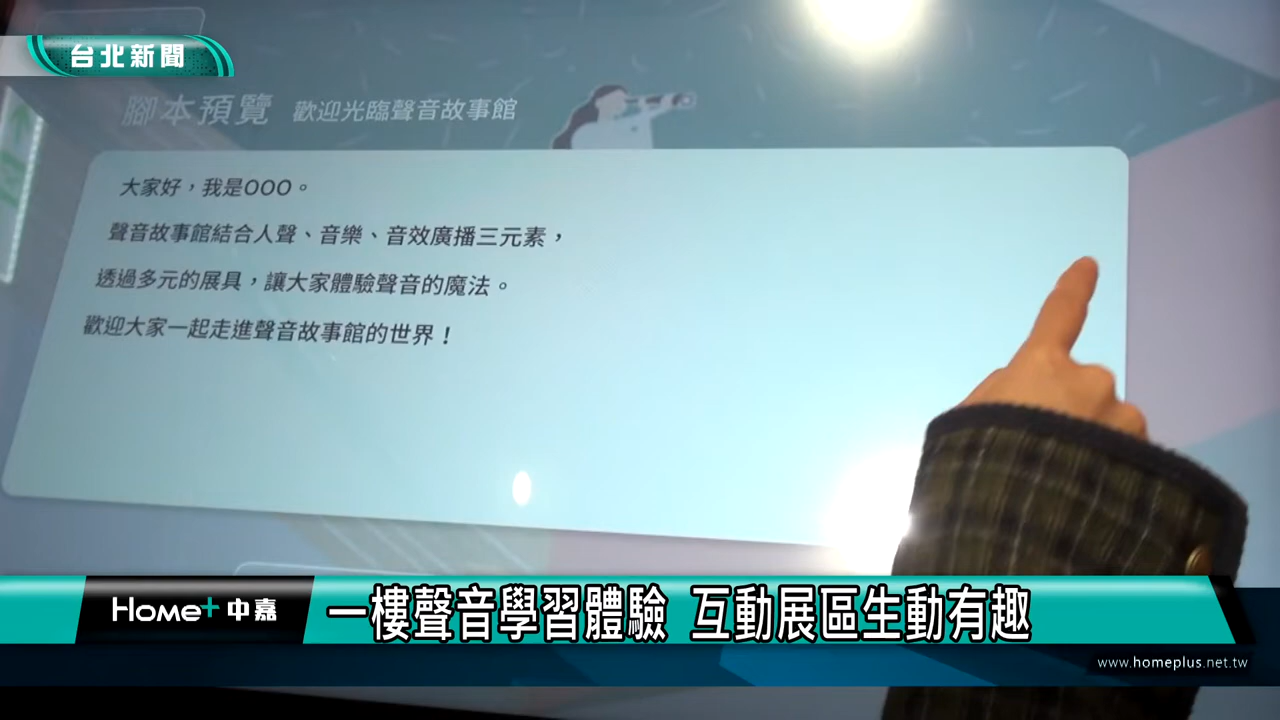 台北新聞
腳本預覽 歡迎光臨聲音故事館
大家好，我是OOO。
聲音故事館結合人聲、音樂、音效廣播三元素，
透過多元的展具，讓大家體驗聲音的魔法。
歡迎大家一起走進聲音故事館的世界！
Home+ 中嘉
一樓聲音學習體驗 互動展區生動有趣
www.homeplus.net.tw